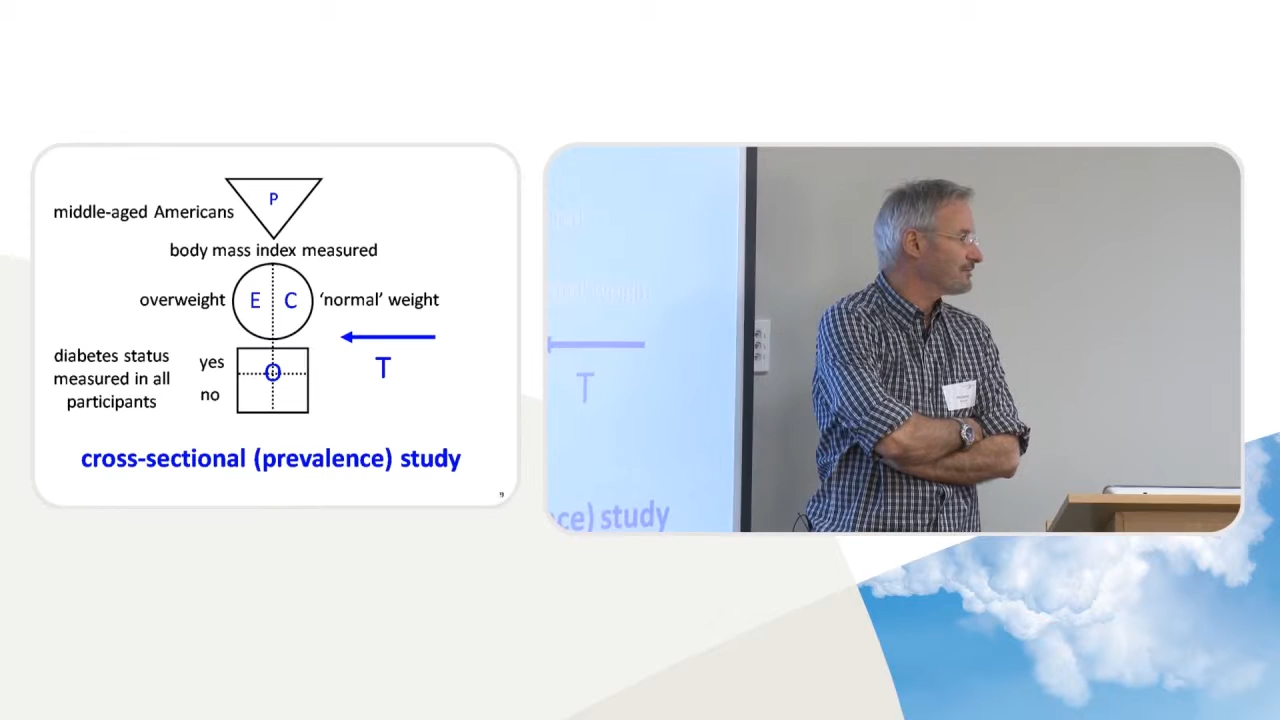 P
middle-aged Americans
body mass index measured
overweight E C 'normal' weight
diabetes status
measured in all
participants
yes
no
O
T
cross-sectional (prevalence) study
T
ce) study